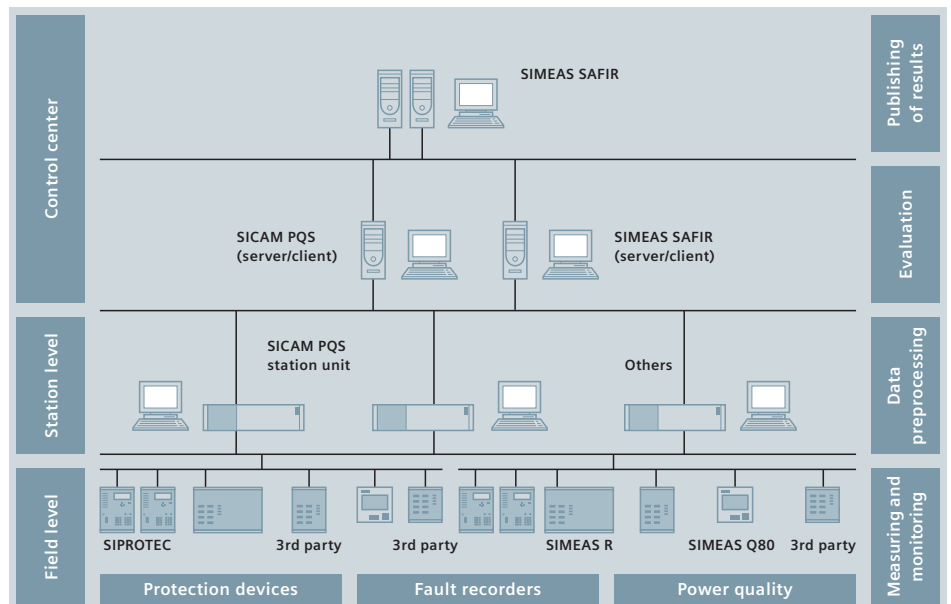 SIMEAS SAFIR
Publishing
of results
Control center
SICAM PQS
(server/client)
SIMEAS SAFIR
(server/client)
Evaluation
Station level
SICAM PQS
station unit
Others
Data
preprocessing
Field level
SIPROTEC
3rd party
3rd party
SIMEAS R
SIMEAS Q80
3rd party
Measuring and
monitoring
Protection devices
Fault recorders
Power quality